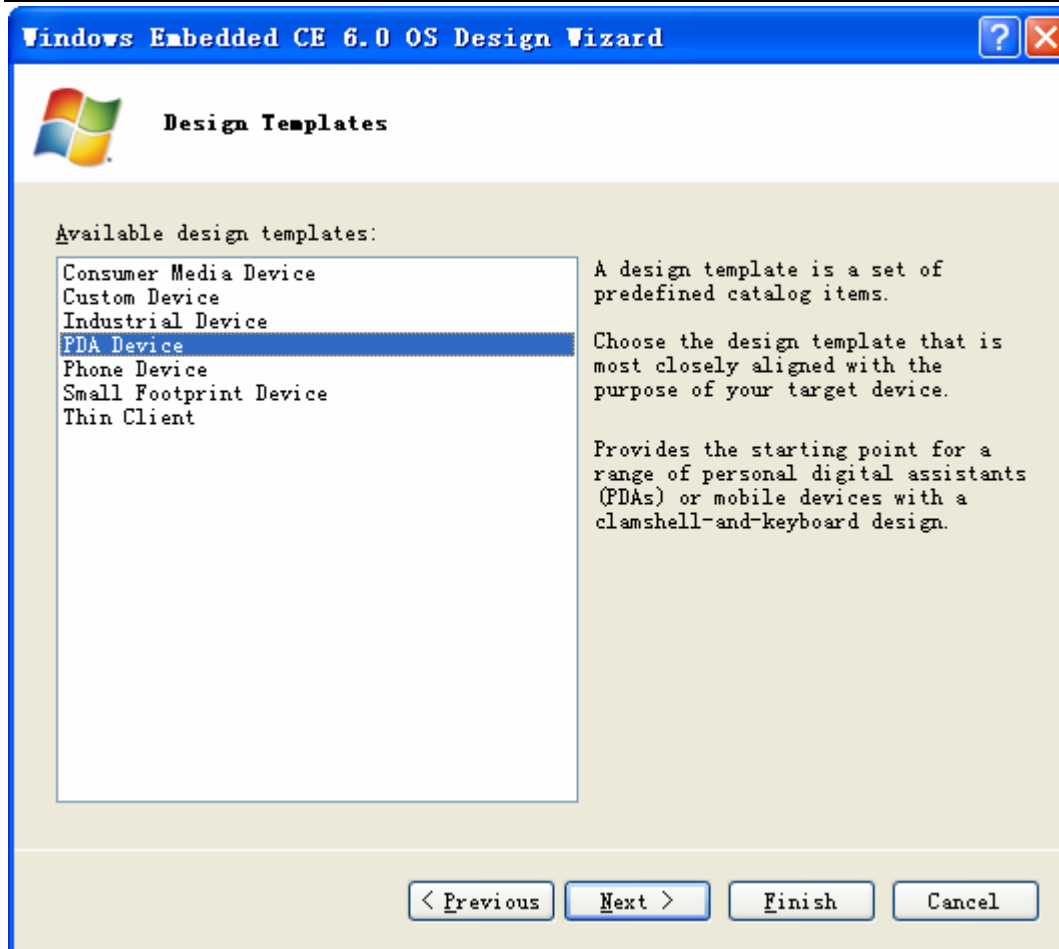 Windows Embedded CE 6.0 OS Design Wizard
?
Design Templates
Available design templates:
Consumer Media Device
Custom Device
Industrial Device
PDA Device
Phone Device
Small Footprint Device
Thin Client
A design template is a set of
predefined catalog items.
Choose the design template that is
most closely aligned with the
purpose of your target device.
Provides the starting point for a
range of personal digital assistants
(PDAs) or mobile devices with a
clamshell-and-keyboard design.
< Previous
Next >
Finish
Cancel